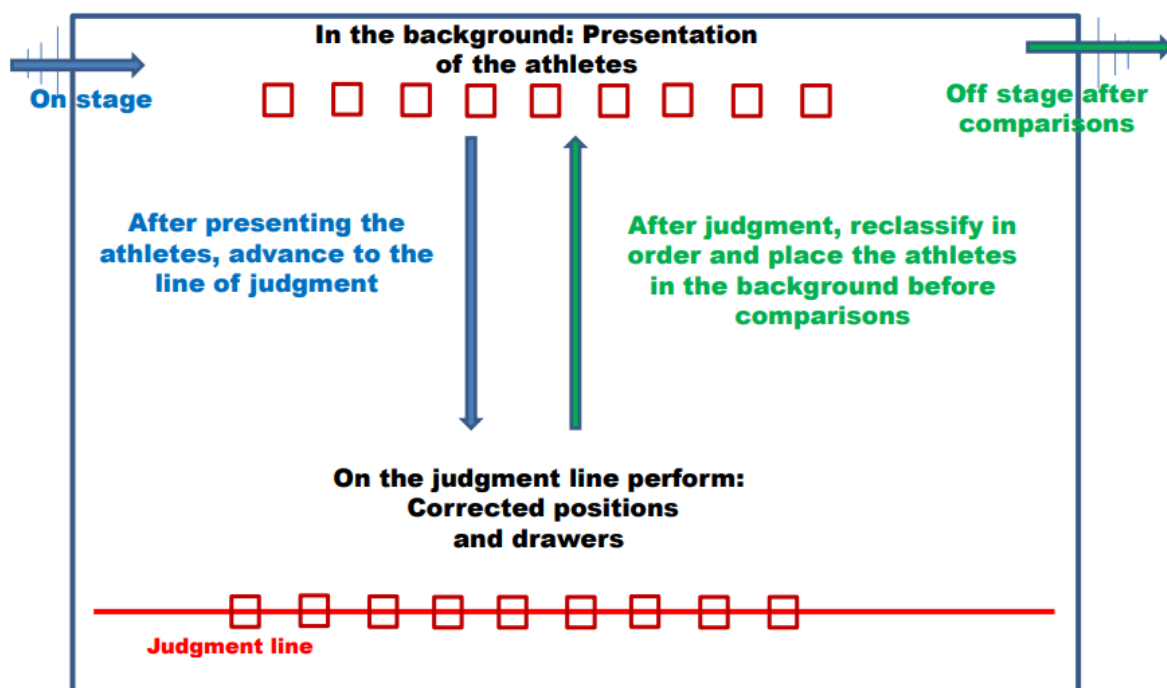 In the background: Presentation
of the athletes
On stage
Off stage after
comparisons
After presenting the
athletes, advance to the
line of judgment
After judgment, reclassify in
order and place the athletes
in the background before
comparisons
On the judgment line perform:
Corrected positions
and drawers
Judgment line